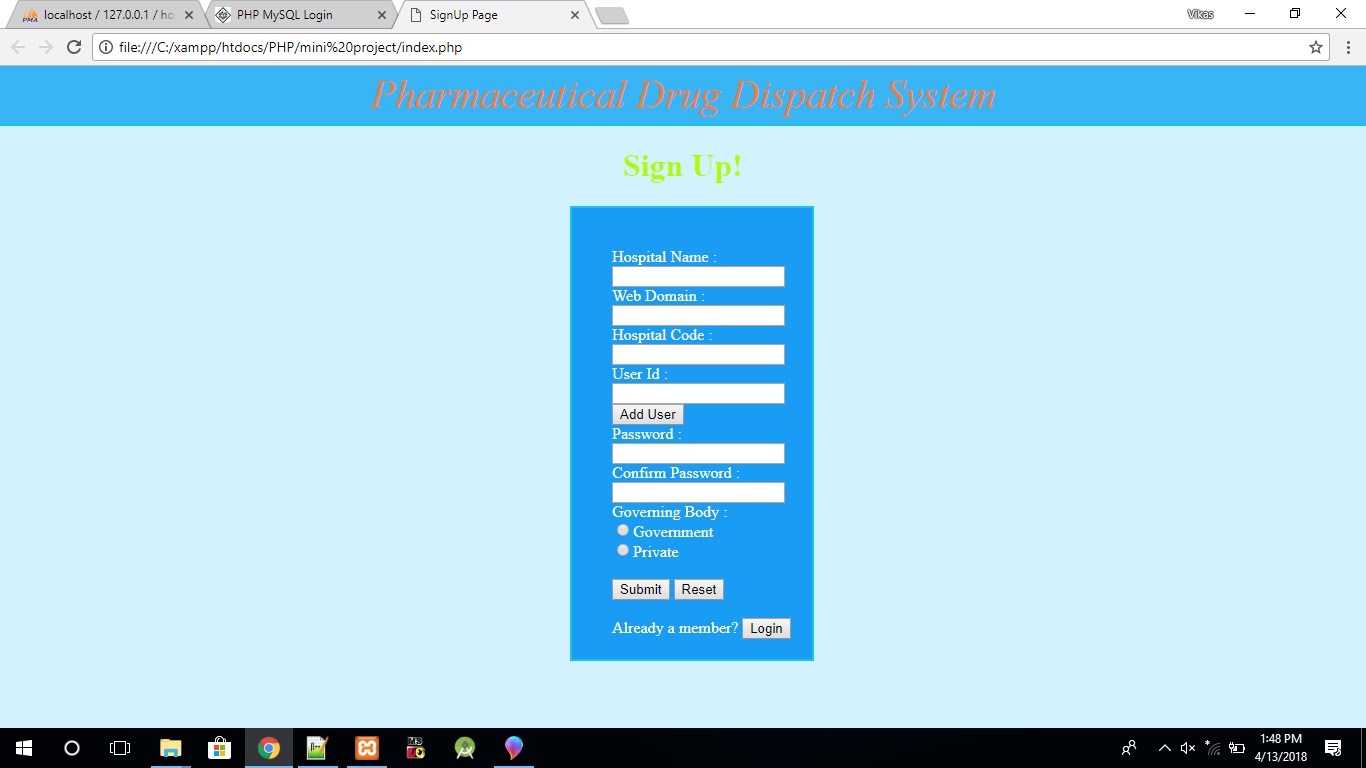 localhost / 127.0.0.1 / ho
PHP MySQL Login
SignUp Page
Vikas
file:///C:/xampp/htdocs/PHP/mini%20project/index.php
Pharmaceutical Drug Dispatch System
Sign Up!
Hospital Name :
Web Domain :
Hospital Code :
User Id :
Add User
Password :
Confirm Password :
Governing Body :
Government
Private
Submit Reset
Already a member? Login
1:48 PM
4/13/2018